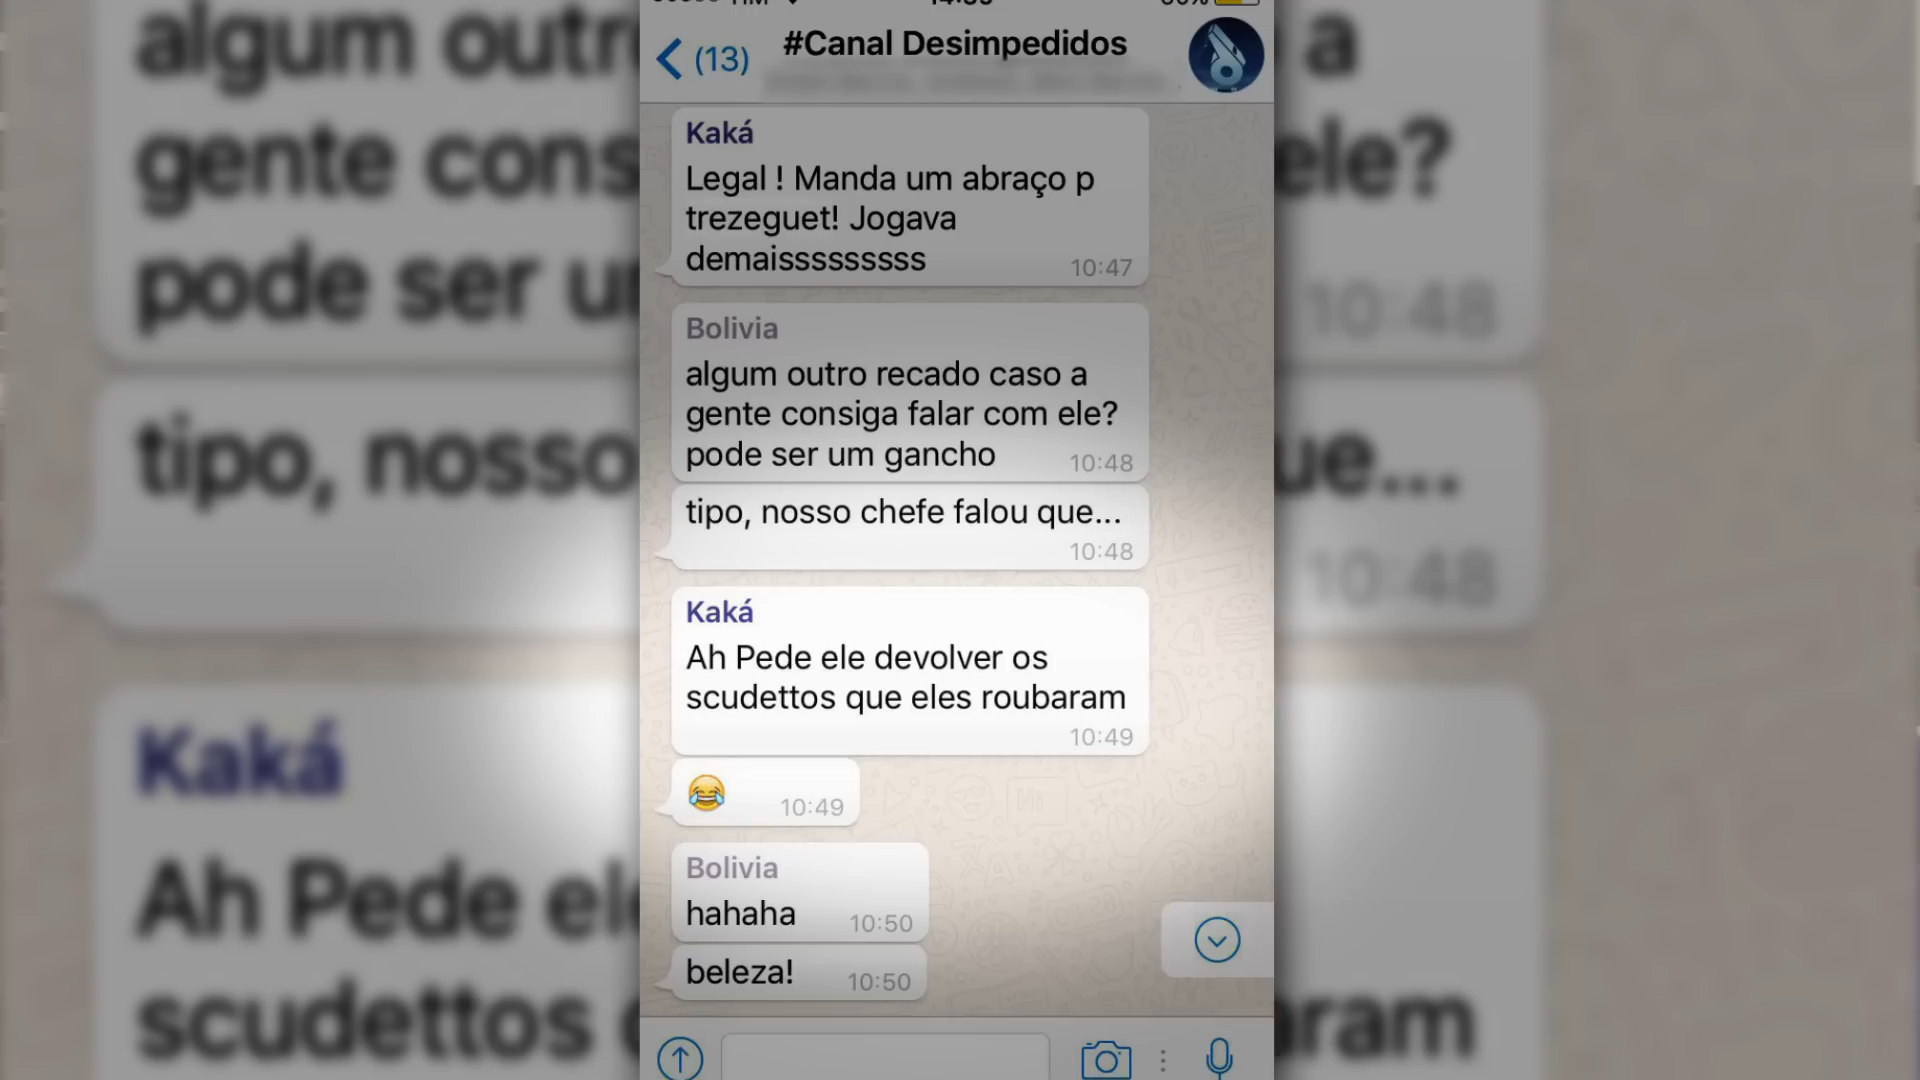 (13)
#Canal Desimpedidos
Kaká
Legal ! Manda um abraço p
trezeguet! Jogava
demaisssssssss
10:47
Bolivia
algum outro recado caso a
gente consiga falar com ele?
pode ser um gancho
10:48
tipo, nosso chefe falou que...
10:48
Kaká
Ah Pede ele devolver os
scudettos que eles roubaram
10:49
😂
10:49
Bolivia
hahaha
10:50
beleza!
10:50